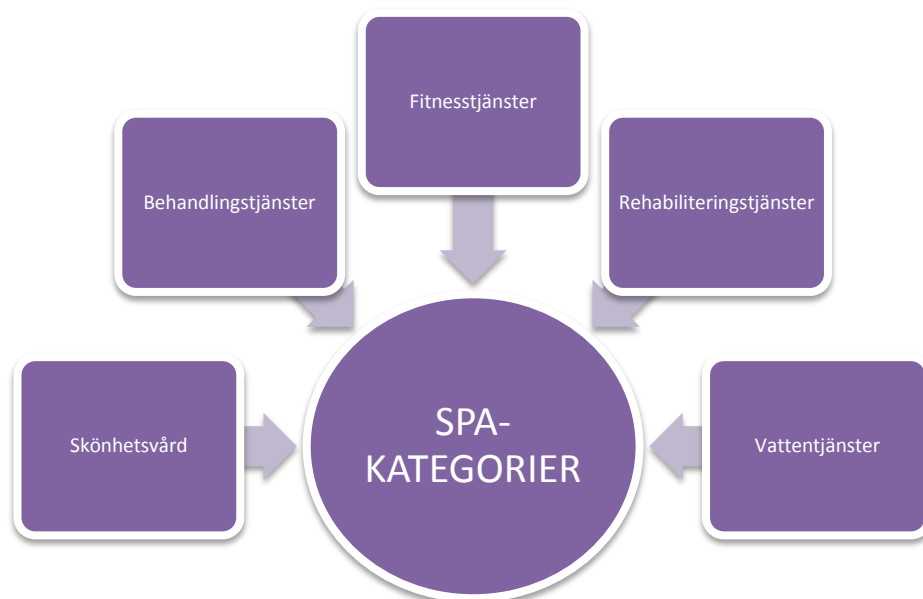 Fitnesstjänster
Behandlingstjänster
Rehabiliteringstjänster
Skönhetsvård
SPA-
KATEGORIER
Vattentjänster